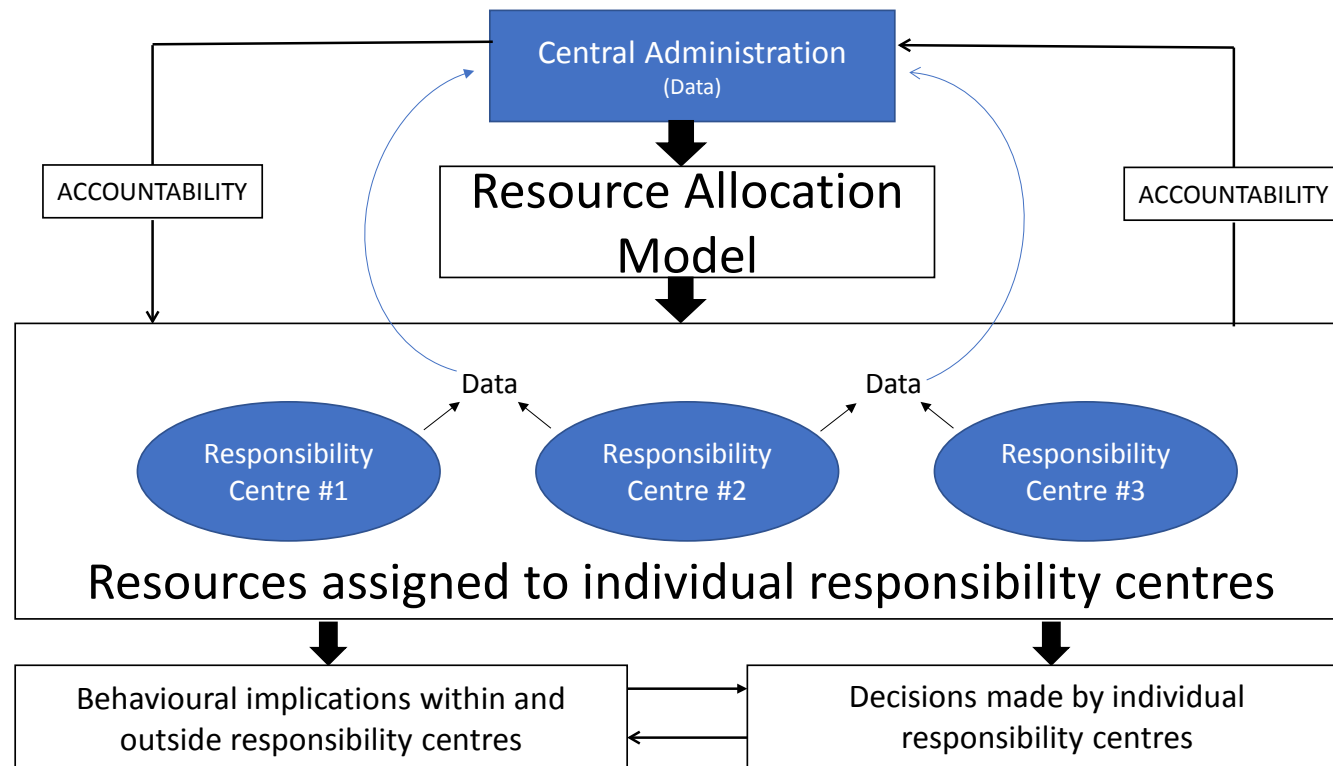 Central Administration
(Data)
ACCOUNTABILITY
Resource Allocation
Model
ACCOUNTABILITY
Data
Data
Responsibility
Centre #1
Responsibility
Centre #2
Responsibility
Centre #3
Resources assigned to individual responsibility centres
Behavioural implications within and
outside responsibility centres
Decisions made by individual
responsibility centres